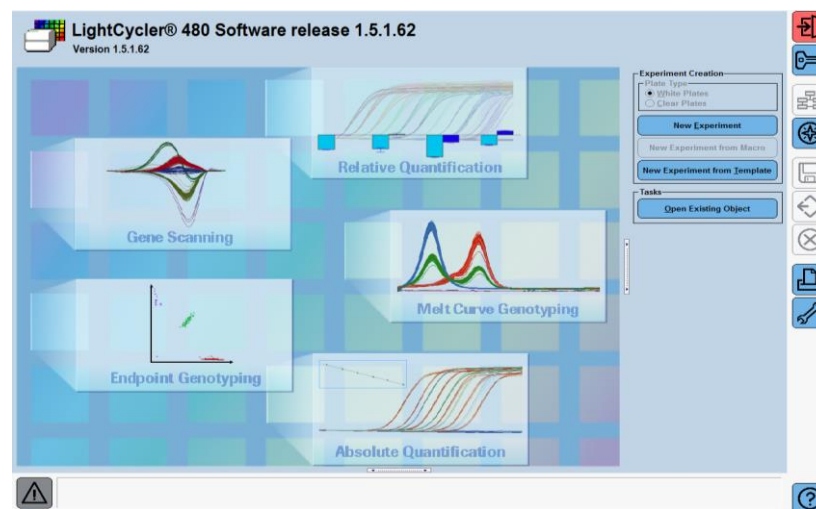 LightCycler® 480 Software release 1.5.1.62
Version 1.5.1.62
Relative Quantification
Gene Scanning
Melt Curve Genotyping
Endpoint Genotyping
Absolute Quantification
Experiment Creation
Plate Type
White Plates
Clear Plates
New Experiment
New Experiment from Macro
New Experiment from Template
Tasks
Open Existing Object